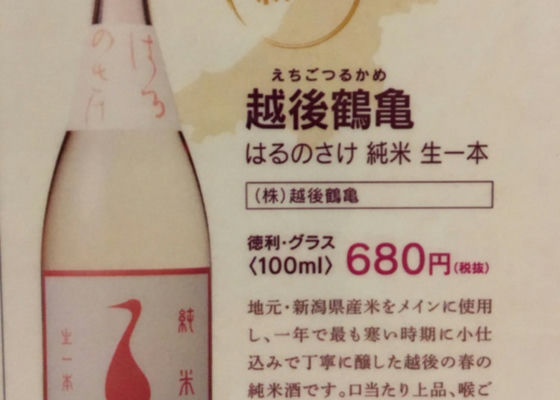 はる
のさけ
えちごつるかめ
越後鶴亀
はるのさけ 純米 生一本
(株)越後鶴亀
徳利・グラス
〈100ml〉 680円(税抜)
地元・新潟県産米をメインに使用
し、一年で最も寒い時期に小仕
込みで丁寧に醸した越後の春の
純米酒です。口当たり上品、喉ご
純米
生一本